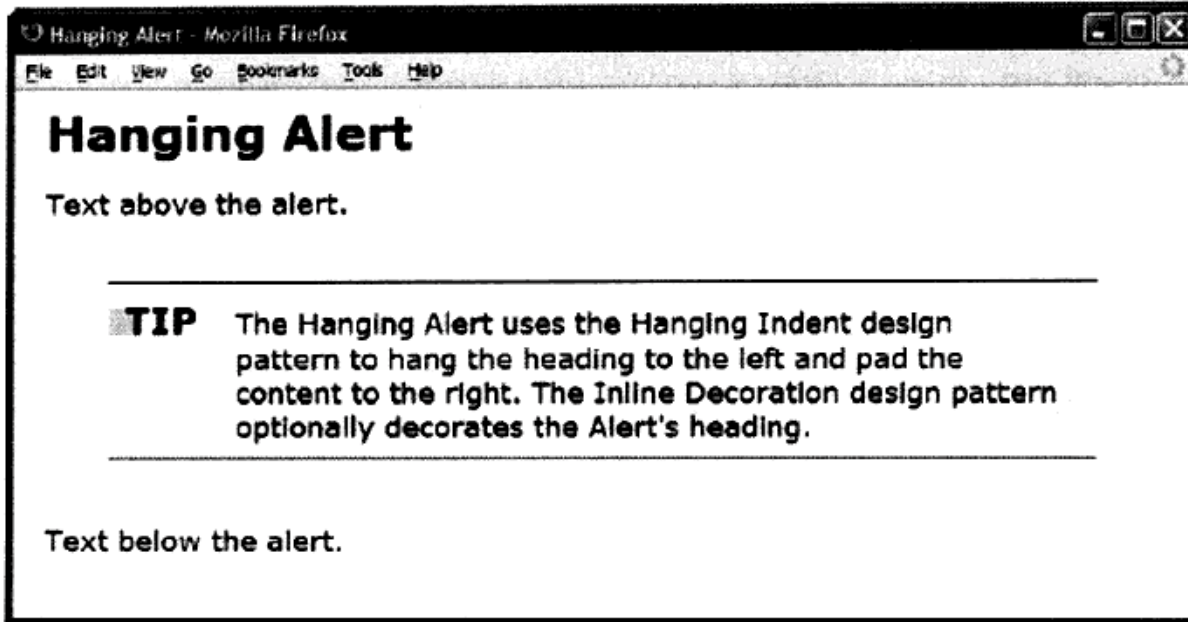 Hanging Alert - Mozilla Firefox
File Edit View Go Bookmarks Tools Help
Hanging Alert
Text above the alert.
TIP The Hanging Alert uses the Hanging Indent design
pattern to hang the heading to the left and pad the
content to the right. The Inline Decoration design pattern
optionally decorates the Alert's heading.
Text below the alert.